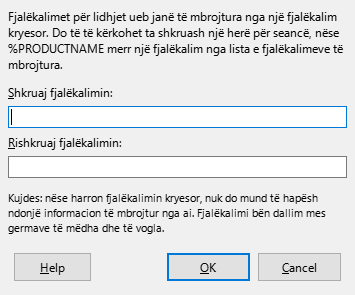 Fjalëkalimet për lidhjet ueb janë të mbrojtura nga një fjalëkalim
kryesor. Do të të kërkohet ta shkruash një herë për seancë, nëse
%PRODUCTNAME merr një fjalëkalim nga lista e fjalëkalimeve të
mbrojtura.
Shkruaj fjalëkalimin:
Rishkruaj fjalëkalimin:
Kujdes: nëse harron fjalëkalimin kryesor, nuk do mund të hapësh
ndonjë informacion të mbrojtur nga ai. Fjalëkalimi bën dallim mes
germave të mëdha dhe të vogla.
Help
OK
Cancel